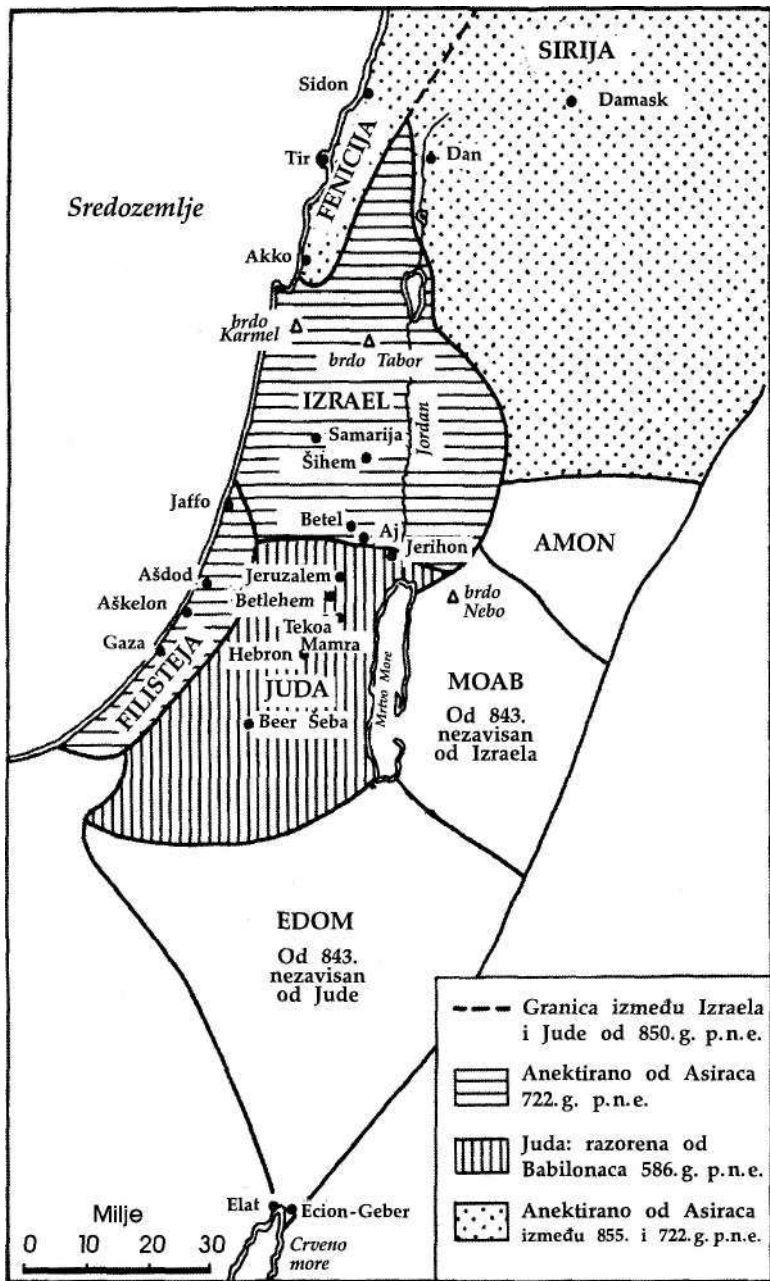 SIRIJA
Sidon
Damask
FENICIJA
Tir
Dan
Sredozemlje
Akko
brdo
Karmel
brdo Tabor
IZRAEL
Jordan
Samarija
Šihem
Jaffo
Betel
Aj
Jerihon
AMON
Ašdod
Jeruzalem
Aškelon
Betlehem
brdo
Nebo
Tekoa
Gaza
Mamra
Hebron
FILISTEJA
JUDA
Mrtvo More
MOAB
Od 843.
nezavisan
od Izraela
Beer Šeba
EDOM
Od 843.
nezavisan
od Jude
Granica između Izraela
i Jude od 850.g. p.n.e.
Anektirano od Asiraca
722.g. p.n.e.
Juda: razorena od
Babilonaca 586.g. p.n.e.
Anektirano od Asiraca
između 855. i 722.g. p.n.e.
Elat
Ecion-Geber
Crveno
more
Milje
0 10 20 30